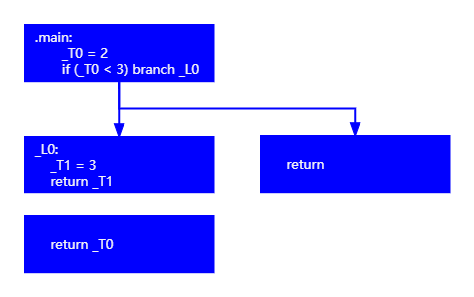 .main:
_T0 = 2
if (_T0 < 3) branch _L0
_L0:
_T1 = 3
return _T1
return
return _T0